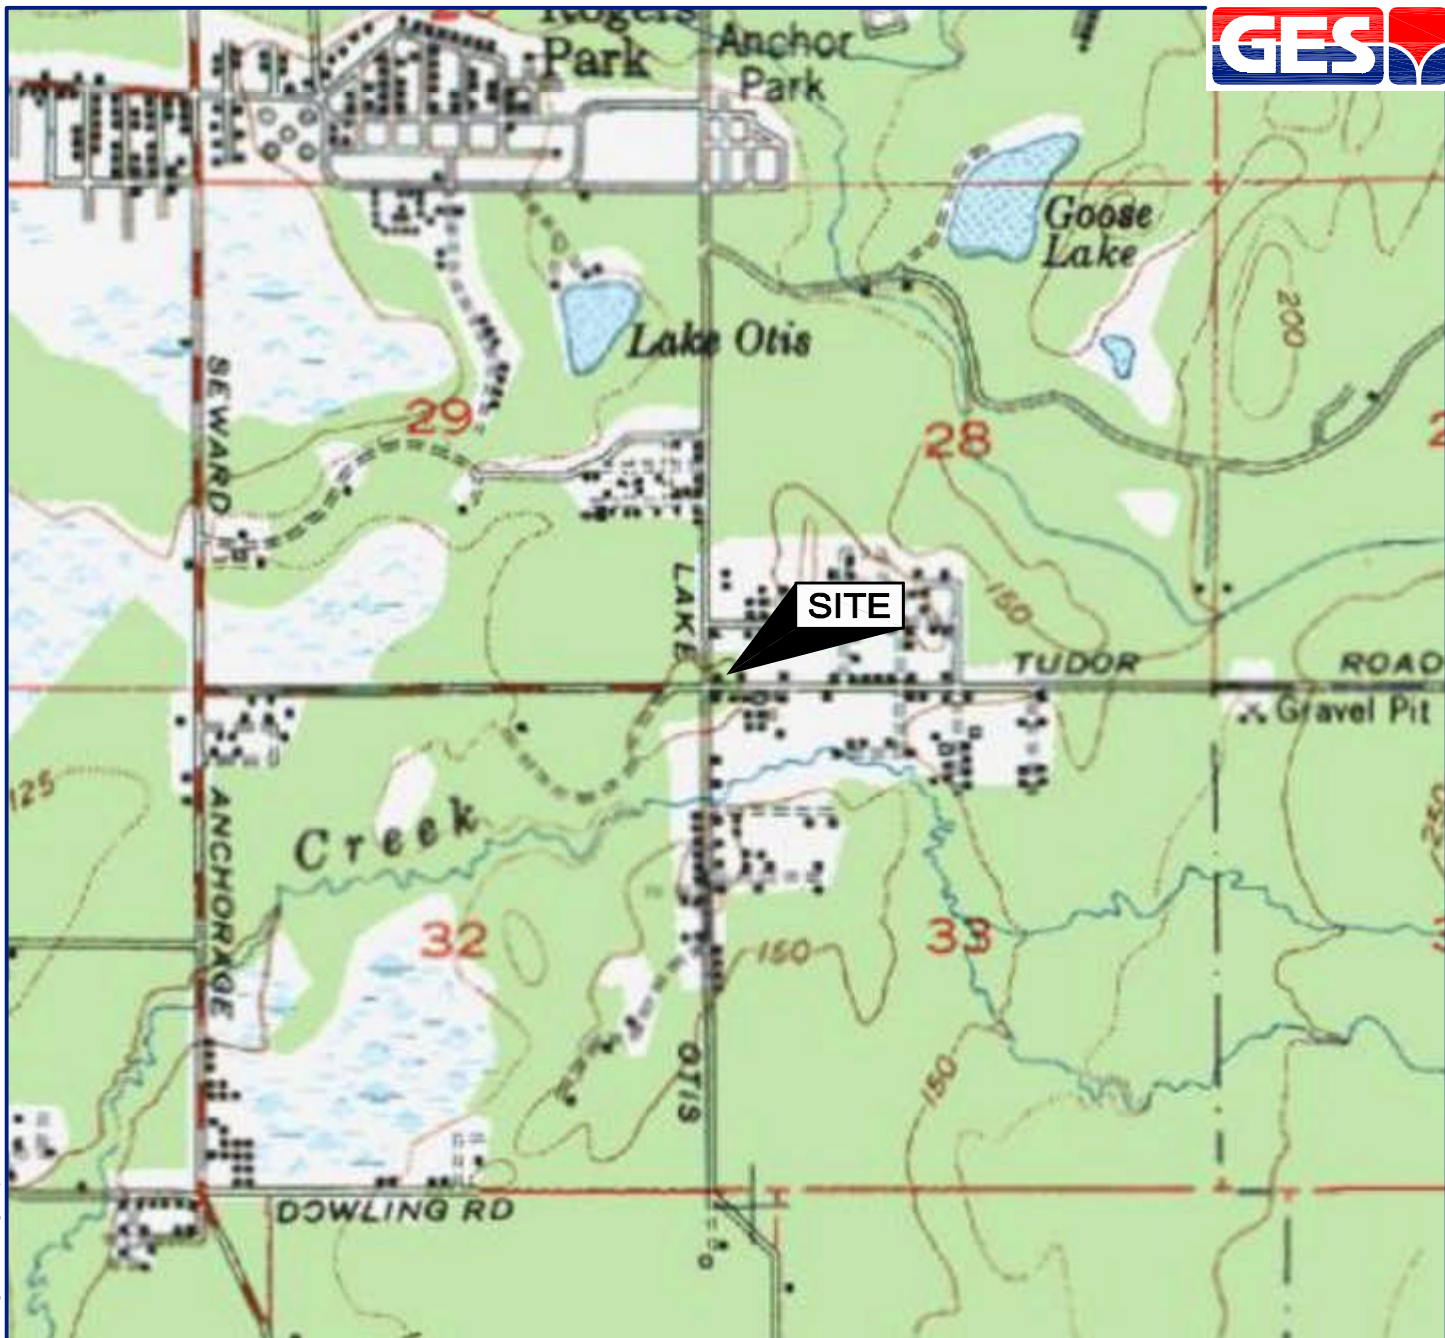 Rogers
Park
Anchor
Park
GES
Goose
Lake
200
Lake Otis
SEWARD
29
28
LAKE
SITE
150
TUDOR
ROAD
Gravel Pit
125
ANCHORAGE
Creek
250
32
33
150
OTIS
150
DOWLING RD